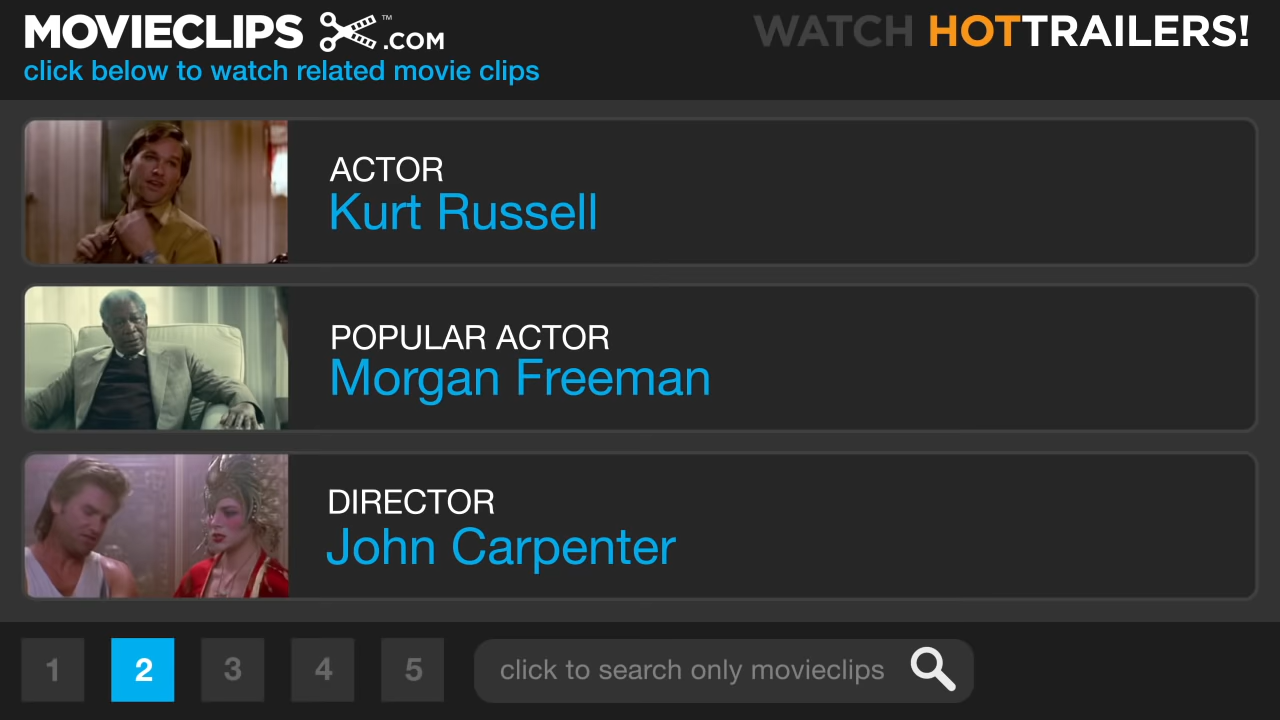 MOVIECLIPS ™ .COM
WATCH HOTTRAILERS!
click below to watch related movie clips
ACTOR
Kurt Russell
POPULAR ACTOR
Morgan Freeman
DIRECTOR
John Carpenter
1 2 3 4 5
click to search only movieclips